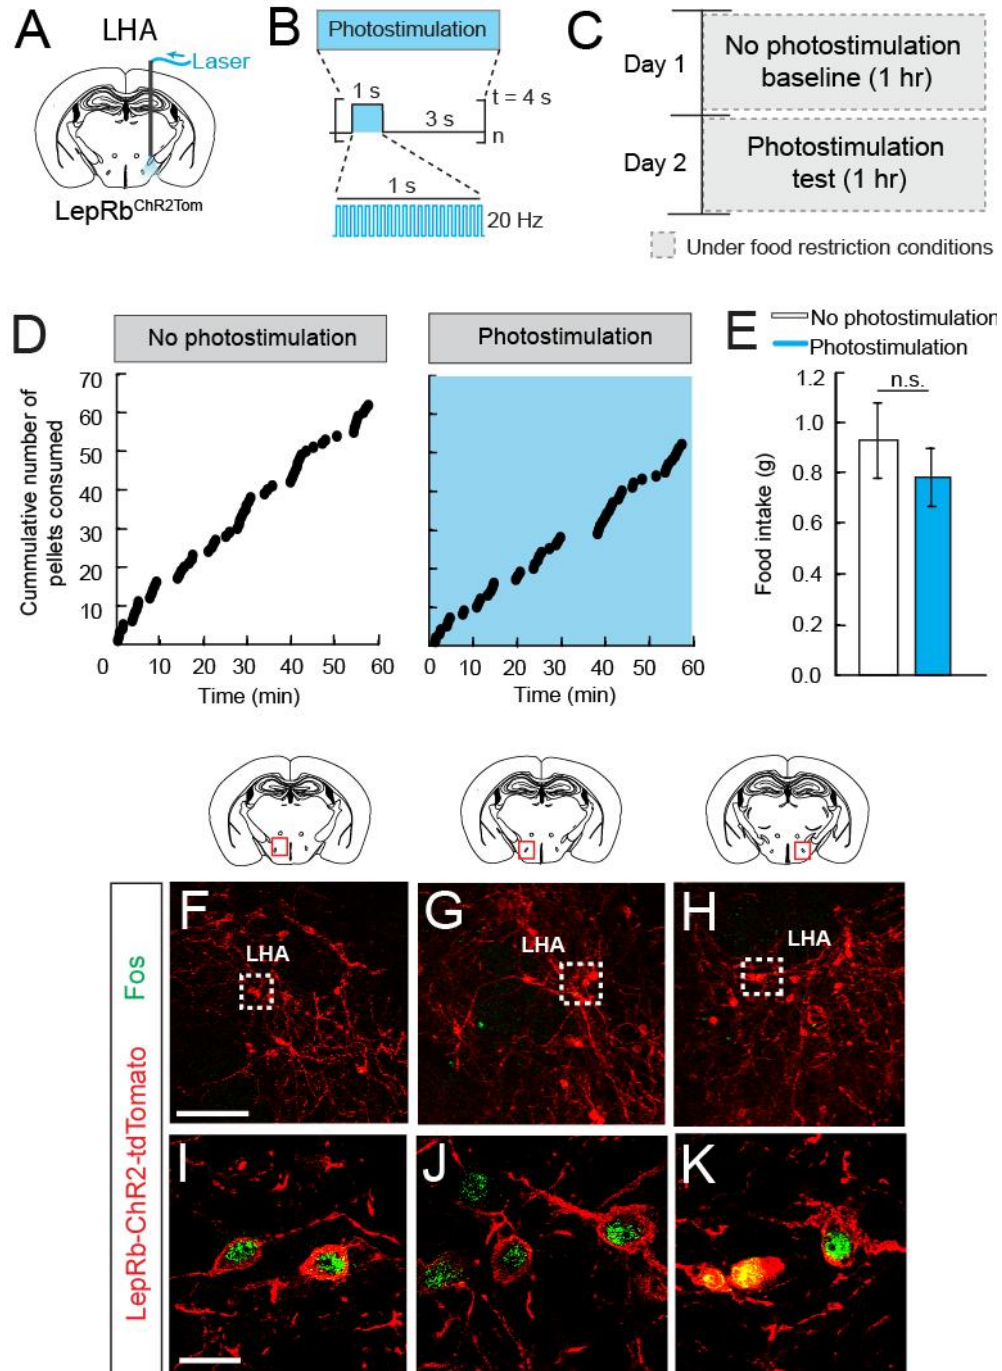 A
LHA
Laser
LepRbChR2Tom
B
Photostimulation
1 s
t = 4 s
3 s
n
1 s
20 Hz
C
Day 1
No photostimulation
baseline (1 hr)
Day 2
Photostimulation
test (1 hr)
Under food restriction conditions
D
No photostimulation
Photostimulation
Cummulative number of
pellets consumed
70
60
50
40
30
20
10
0 10 20 30 40 50 60
Time (min)
0 10 20 30 40 50 60
Time (min)
E
No photostimulation
Photostimulation
n.s.
Food intake (g)
1.2
1.0
0.8
0.6
0.4
0.2
0.0
LepRb-ChR2-tdTomato Fos
F
LHA
G
LHA
H
LHA
I
J
K